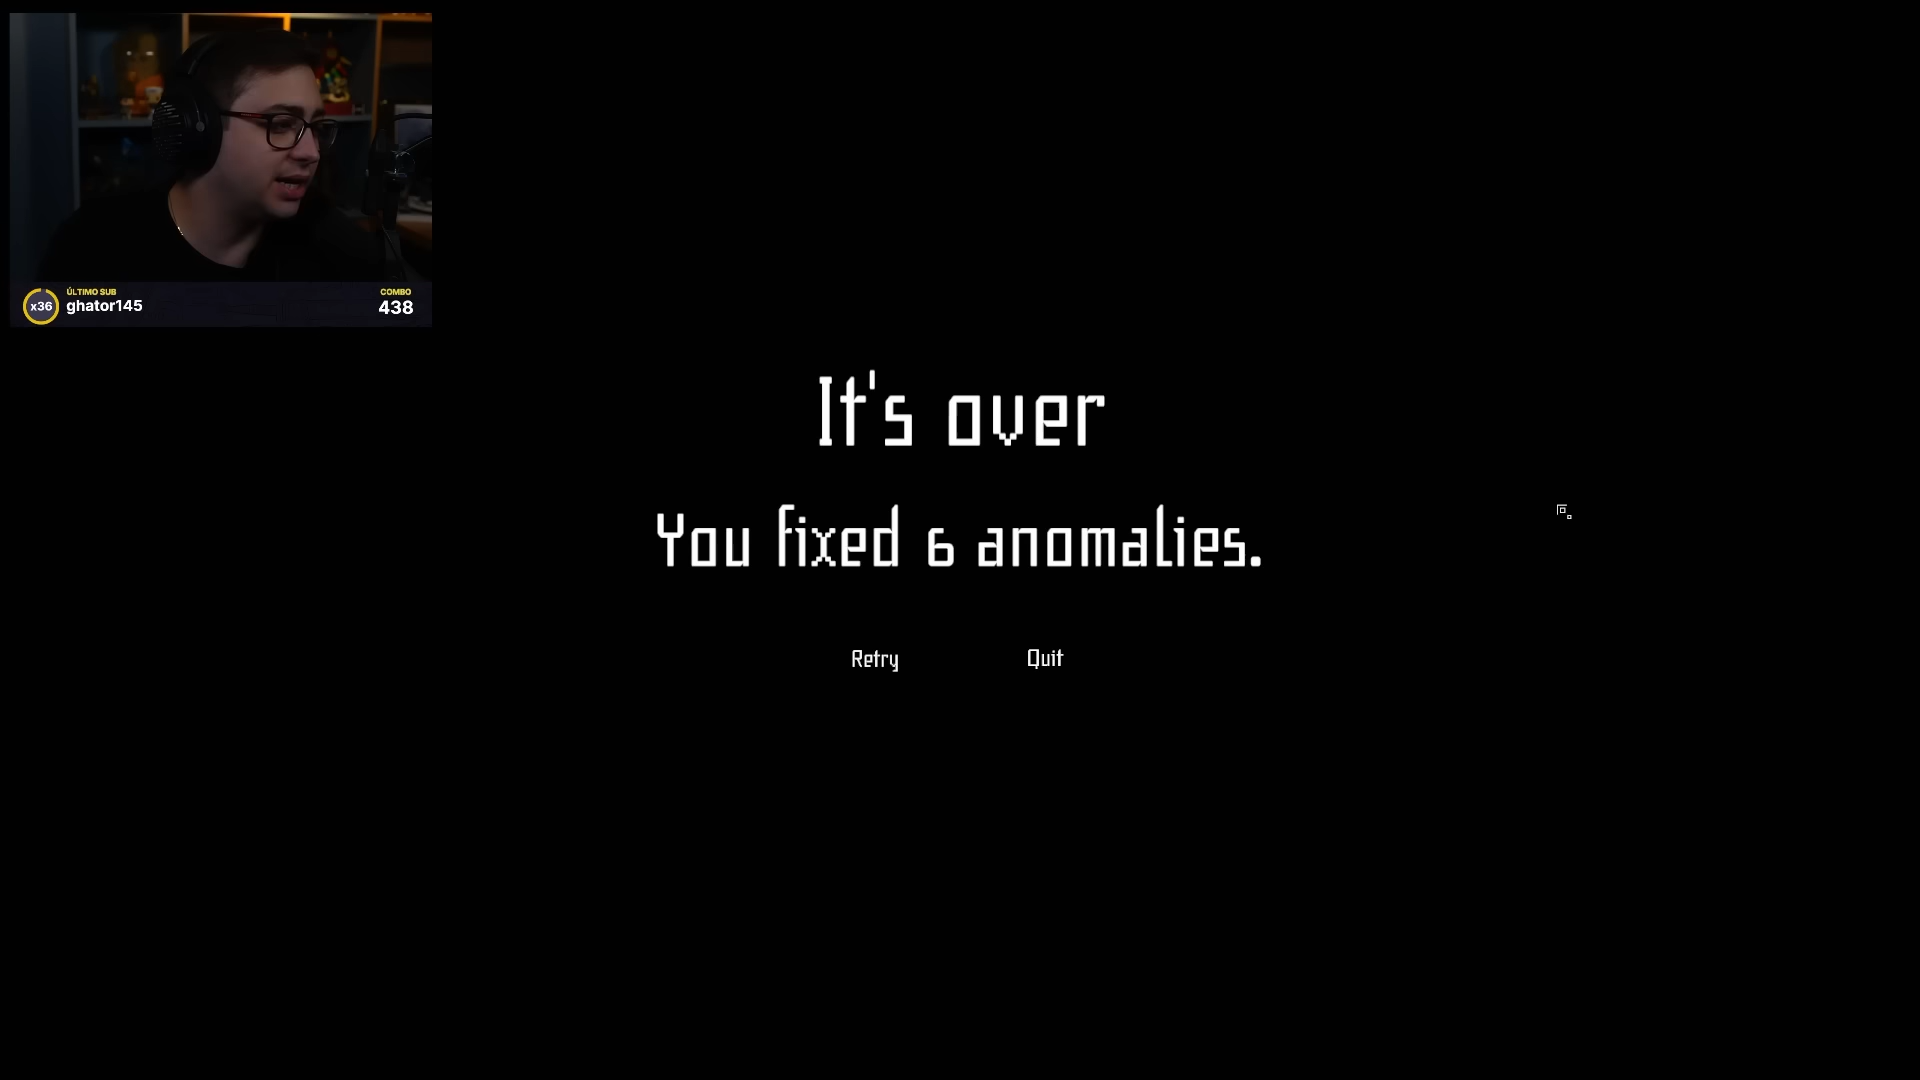 x36
ÚLTIMO SUB
ghator145
COMBO
438
It's over
You fixed 6 anomalies.
Retry
Quit